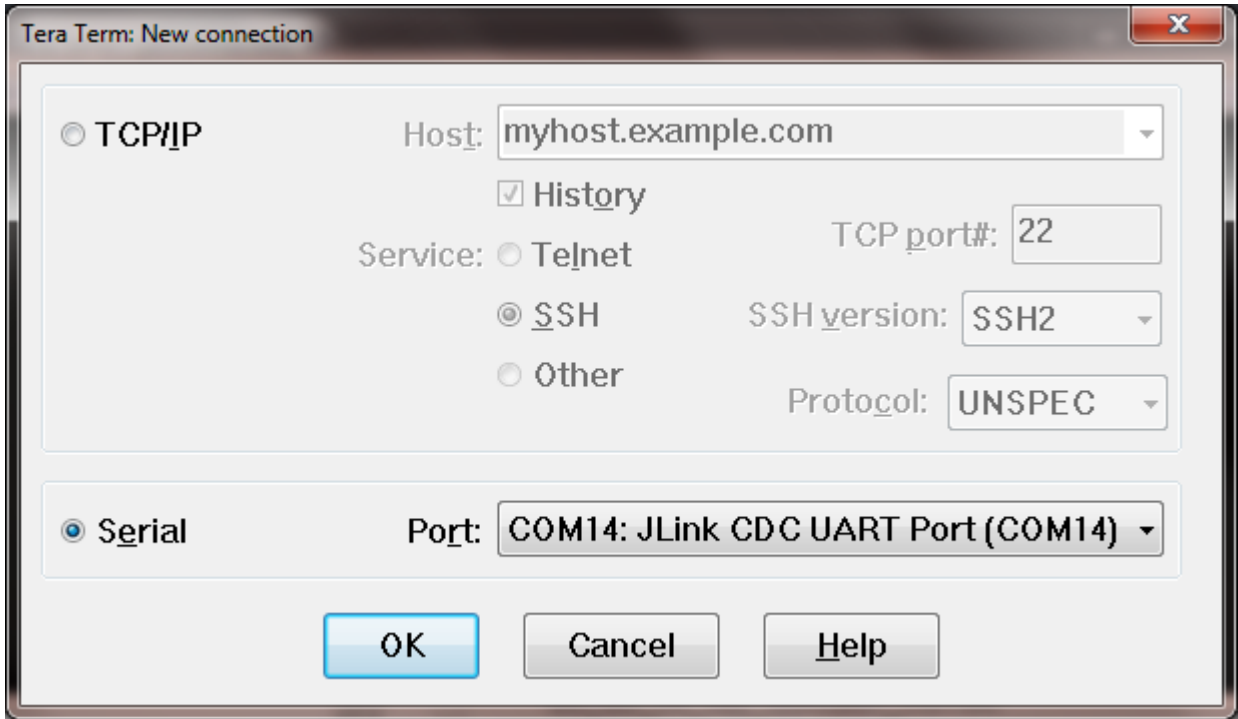 Tera Term: New connection
TCP/IP
Host: myhost.example.com
History
Service: Telnet
TCP port#: 22
SSH
SSH version: SSH2
Other
Protocol: UNSPEC
Serial
Port: COM14: JLink CDC UART Port (COM14)
OK Cancel Help